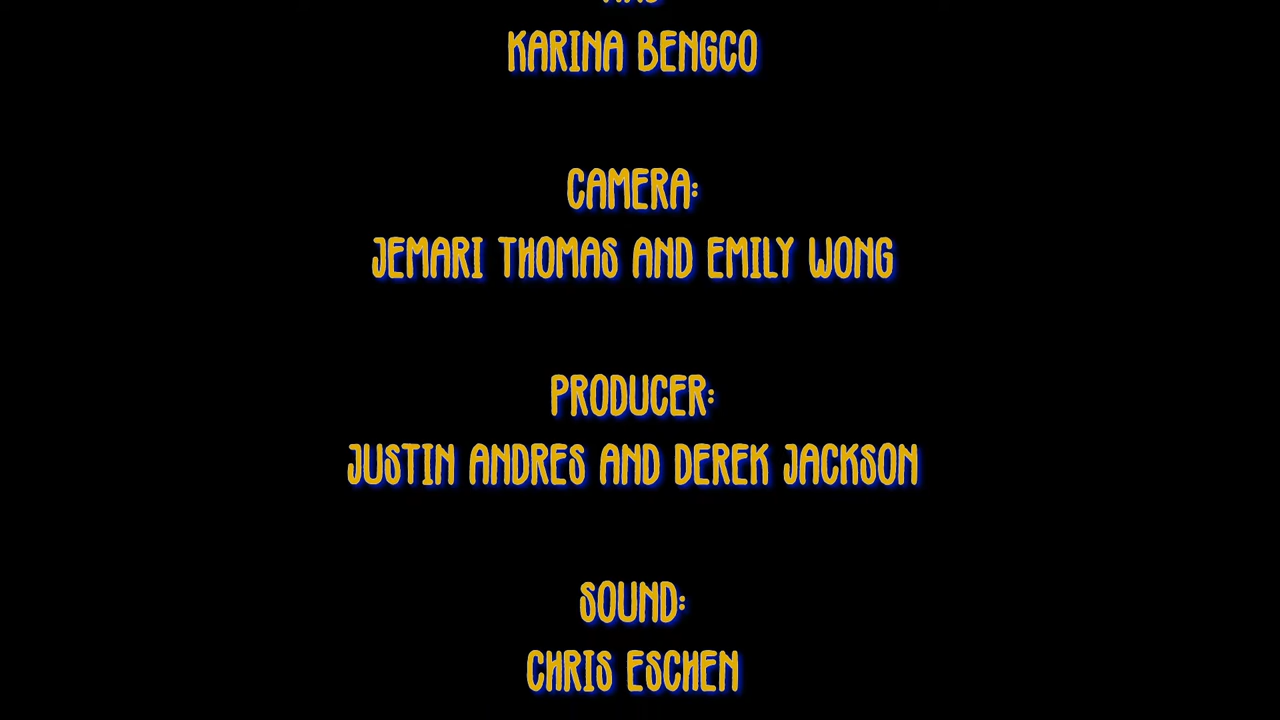 KARINA BENGCO
CAMERA:
JEMARI THOMAS AND EMILY WONG
PRODUCER:
JUSTIN ANDRES AND DEREK JACKSON
SOUND:
CHRIS ESCHEN